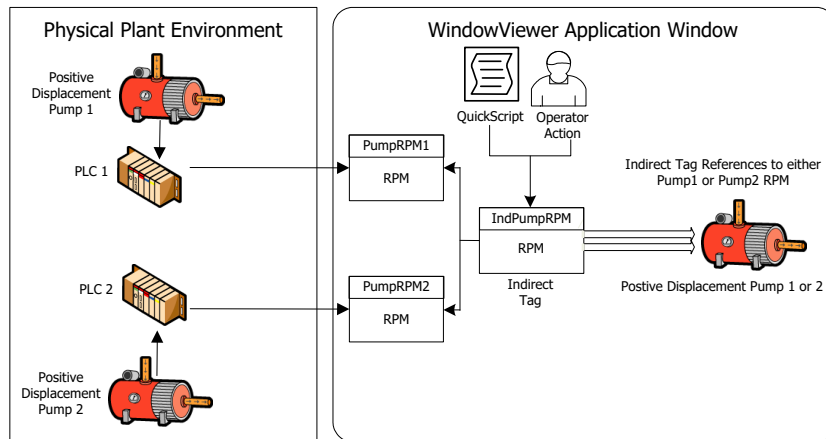 Physical Plant Environment
Positive
Displacement
Pump 1
PLC 1
PLC 2
Positive
Displacement
Pump 2
WindowViewer Application Window
QuickScript
Operator
Action
PumpRPM1
RPM
Indirect Tag References to either
Pump1 or Pump2 RPM
IndPumpRPM
RPM
Indirect
Tag
PumpRPM2
RPM
Postive Displacement Pump 1 or 2